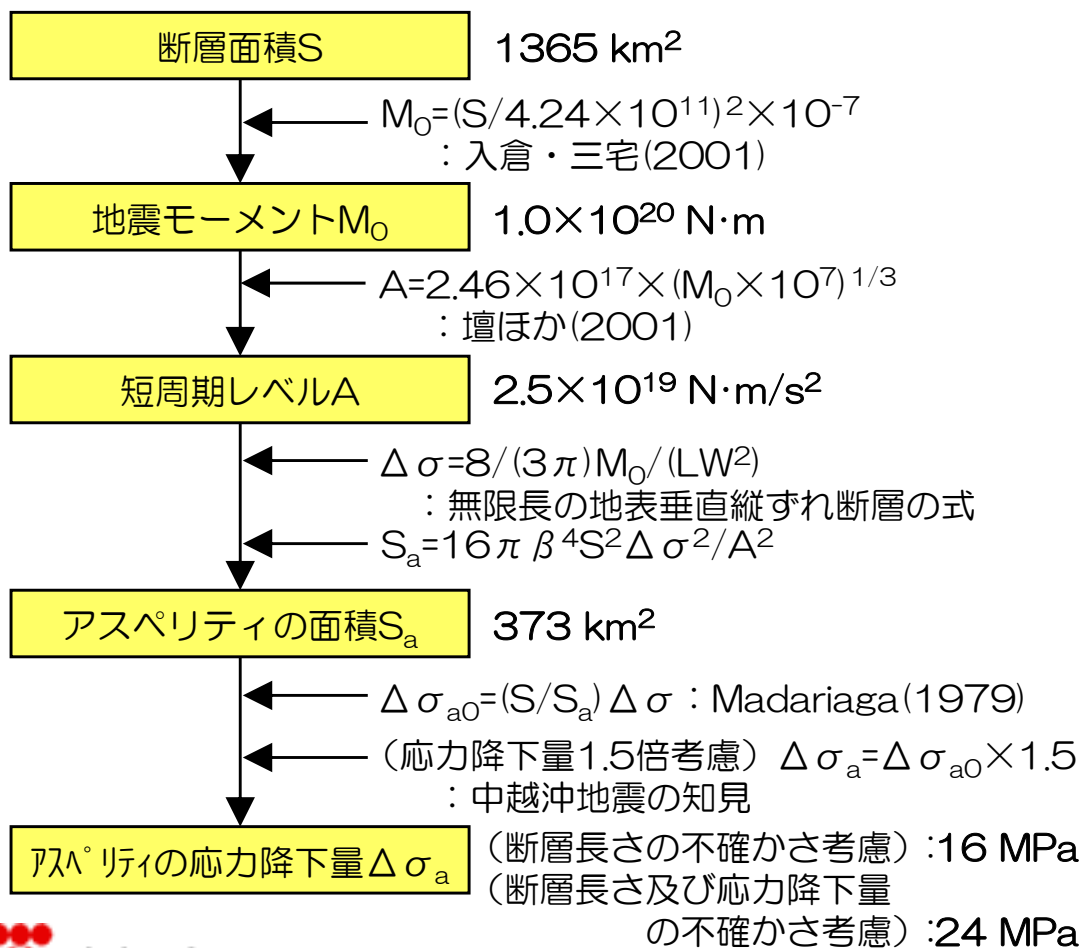 断層面積S 1365 km²
M₀=(S/4.24×10¹¹)²×10⁻⁷
：入倉・三宅(2001)
地震モーメントM₀ 1.0×10²⁰ N·m
A=2.46×10¹⁷×(M₀×10⁷)¹/³
：壇ほか(2001)
短周期レベルA 2.5×10¹⁹ N·m/s²
Δσ=8/(3π)M₀/(LW²)
：無限長の地表垂直縦ずれ断層の式
Sₐ=16πβ⁴S²Δσ²/A²
アスペリティの面積Sₐ 373 km²
Δσₐ₀=(S/Sₐ)Δσ：Madariaga(1979)
（応力降下量1.5倍考慮）Δσₐ=Δσₐ₀×1.5
：中越沖地震の知見
ｱｽﾍﾟﾘﾃｨの応力降下量Δσₐ （断層長さの不確かさ考慮）:16 MPa
（断層長さ及び応力降下量
の不確かさ考慮）:24 MPa